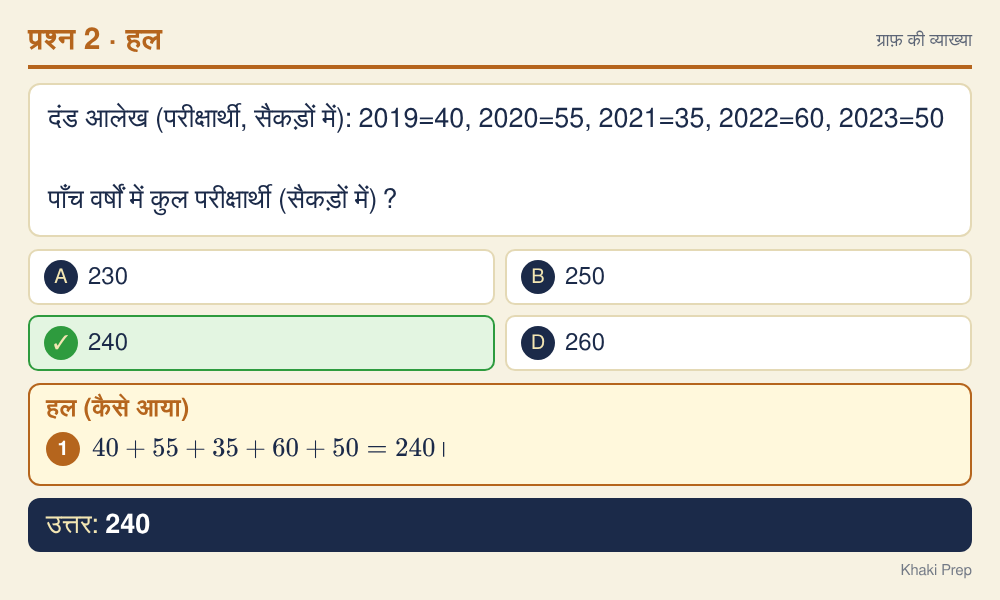 प्रश्न 2 · हल
ग्राफ़ की व्याख्या
दंड आलेख (परीक्षार्थी, सैकड़ों में): 2019=40, 2020=55, 2021=35, 2022=60, 2023=50
पाँच वर्षों में कुल परीक्षार्थी (सैकड़ों में) ?
A 230
B 250
✓ 240
D 260
हल (कैसे आया)
1 40 + 55 + 35 + 60 + 50 = 240।
उत्तर: 240
Khaki Prep